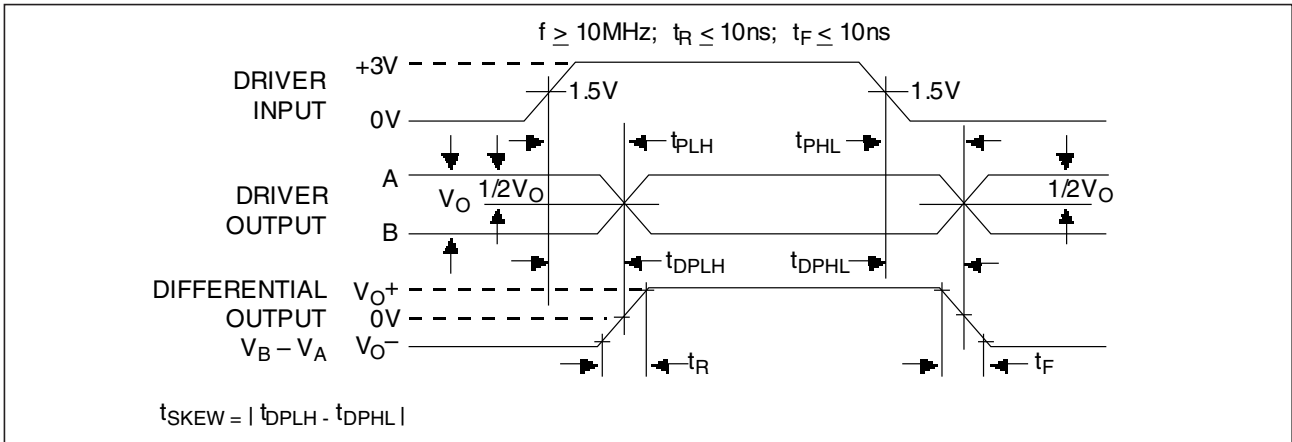 f ≥ 10MHz; tR ≤ 10ns; tF ≤ 10ns
+3V
DRIVER
INPUT
1.5V
1.5V
0V
tPLH
tPHL
A
DRIVER
OUTPUT
VO
1/2VO
1/2VO
B
tDPLH
tDPHL
DIFFERENTIAL
OUTPUT
VB – VA
VO+
0V
VO–
tR
tF
tSKEW = | tDPLH - tDPHL |